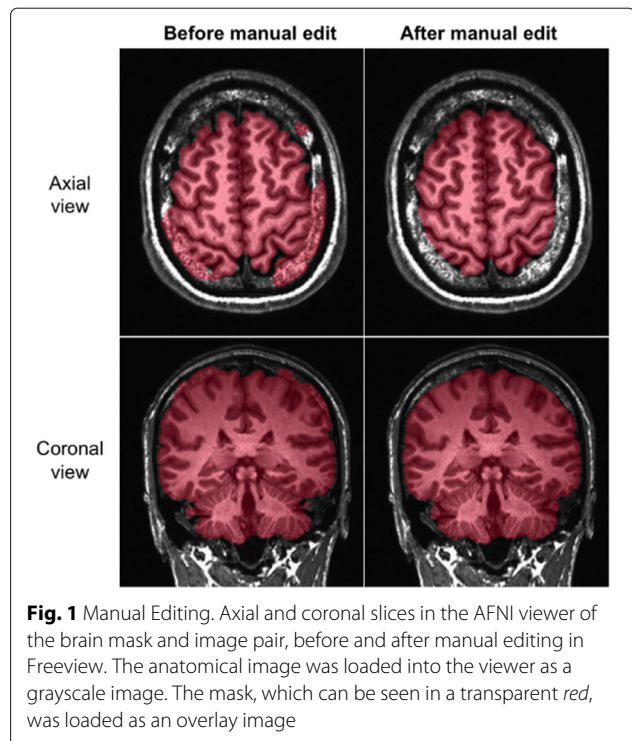 Before manual edit After manual edit
Axial
view
Coronal
view
Fig. 1 Manual Editing. Axial and coronal slices in the AFNI viewer of
the brain mask and image pair, before and after manual editing in
Freeview. The anatomical image was loaded into the viewer as a
grayscale image. The mask, which can be seen in a transparent red,
was loaded as an overlay image